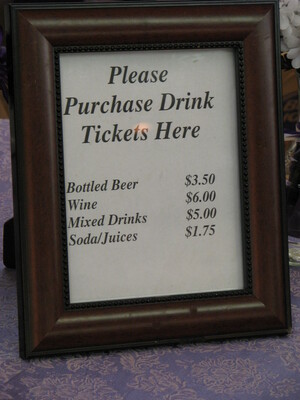 Please
Purchase Drink
Tickets Here
Bottled Beer $3.50
Wine $6.00
Mixed Drinks $5.00
Soda/Juices $1.75